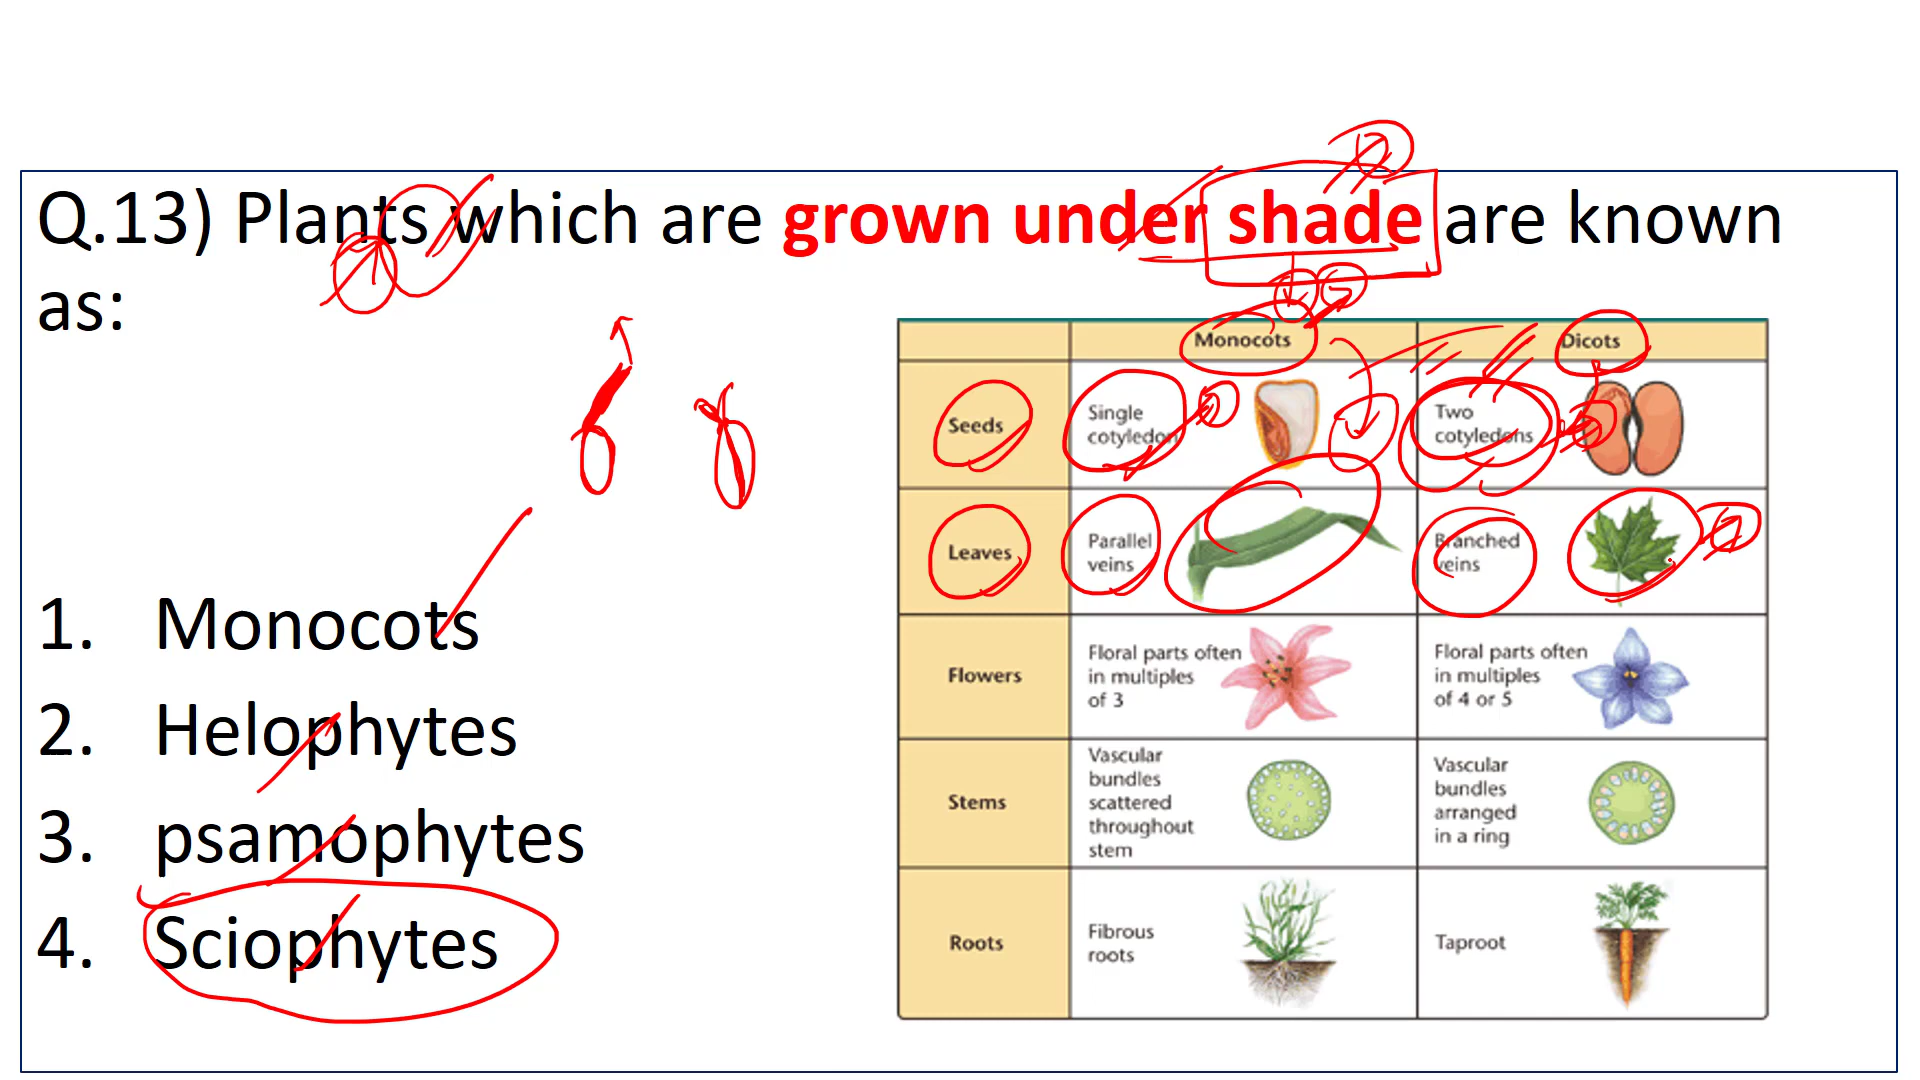 Q.13) Plants which are grown under shade are known
as:
1. Monocots
2. Helophytes
3. psamophytes
4. Sciophytes
Monocots Dicots
Seeds
Single
cotyledon
Two
cotyledons
Leaves
Parallel
veins
Branched
veins
Flowers
Floral parts often
in multiples
of 3
Floral parts often
in multiples
of 4 or 5
Stems
Vascular
bundles
scattered
throughout
stem
Vascular
bundles
arranged
in a ring
Roots
Fibrous
roots
Taproot